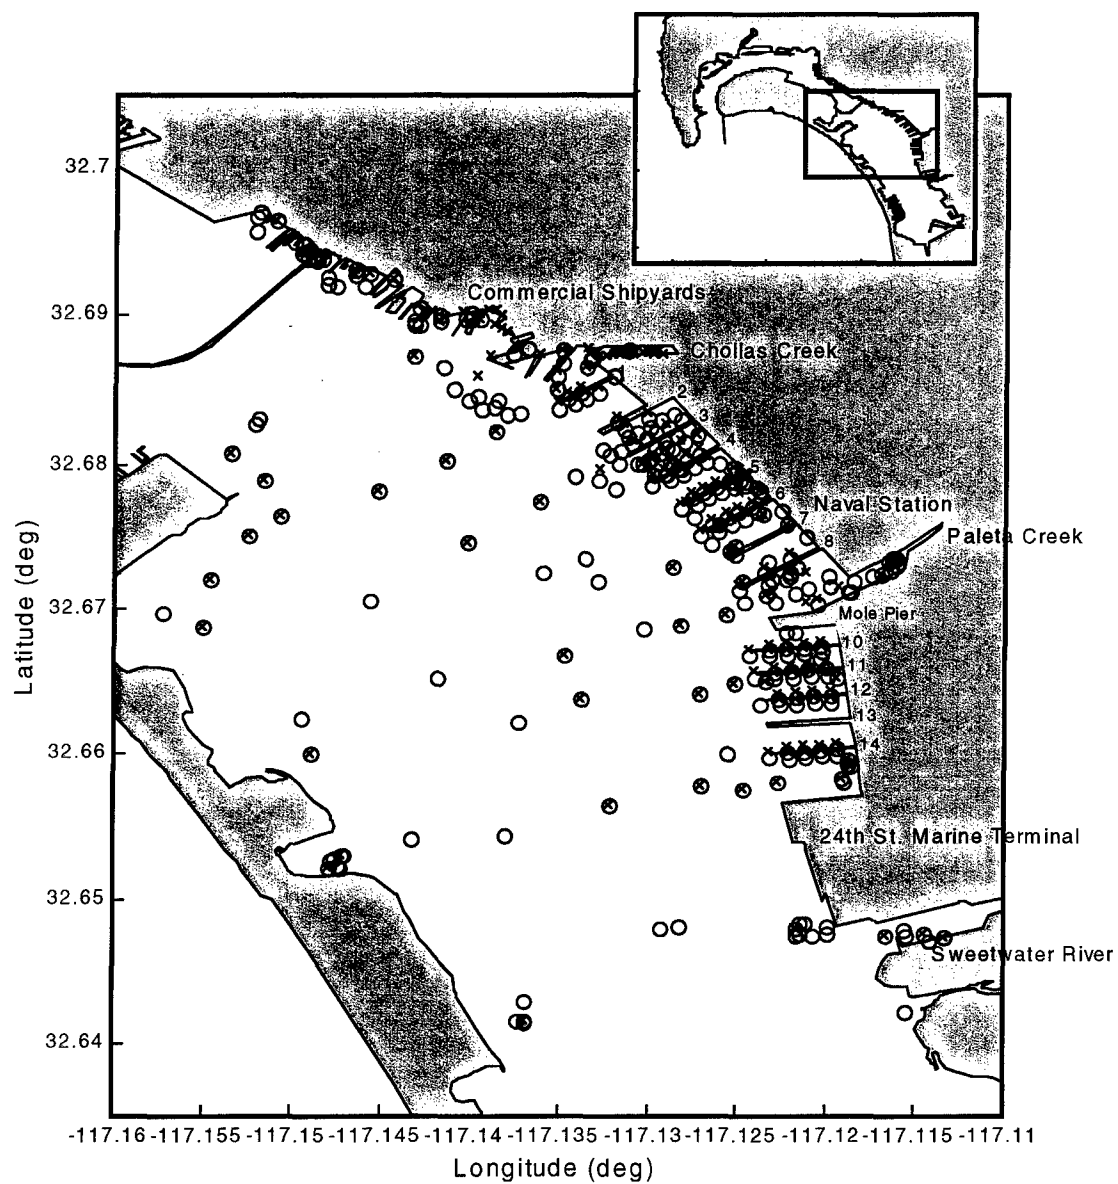 32.7
Commercial Shipyards
32.69
Chollas Creek
2
3
4
32.68
5
6
Naval Station
7
Paleta Creek
8
32.67
Mole Pier
10
11
12
13
32.66
14
24th St. Marine Terminal
32.65
Sweetwater River
32.64
-117.16 -117.155 -117.15 -117.145 -117.14 -117.135 -117.13 -117.125 -117.12 -117.115 -117.11
Longitude (deg)
Latitude (deg)